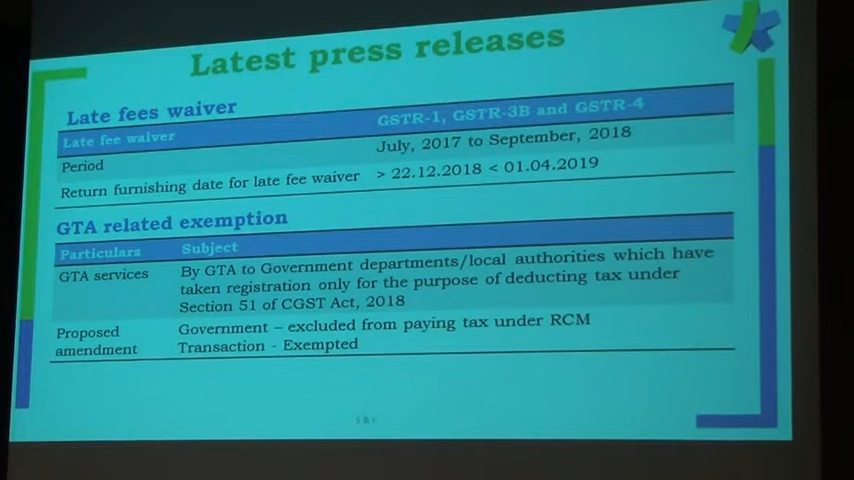 Latest press releases
Late fees waiver
Late fee waiver GSTR-1, GSTR-3B and GSTR-4
Period July, 2017 to September, 2018
Return furnishing date for late fee waiver > 22.12.2018 < 01.04.2019
GTA related exemption
Particulars Subject
GTA services By GTA to Government departments/local authorities which have
taken registration only for the purpose of deducting tax under
Section 51 of CGST Act, 2018
Proposed Government – excluded from paying tax under RCM
amendment Transaction - Exempted